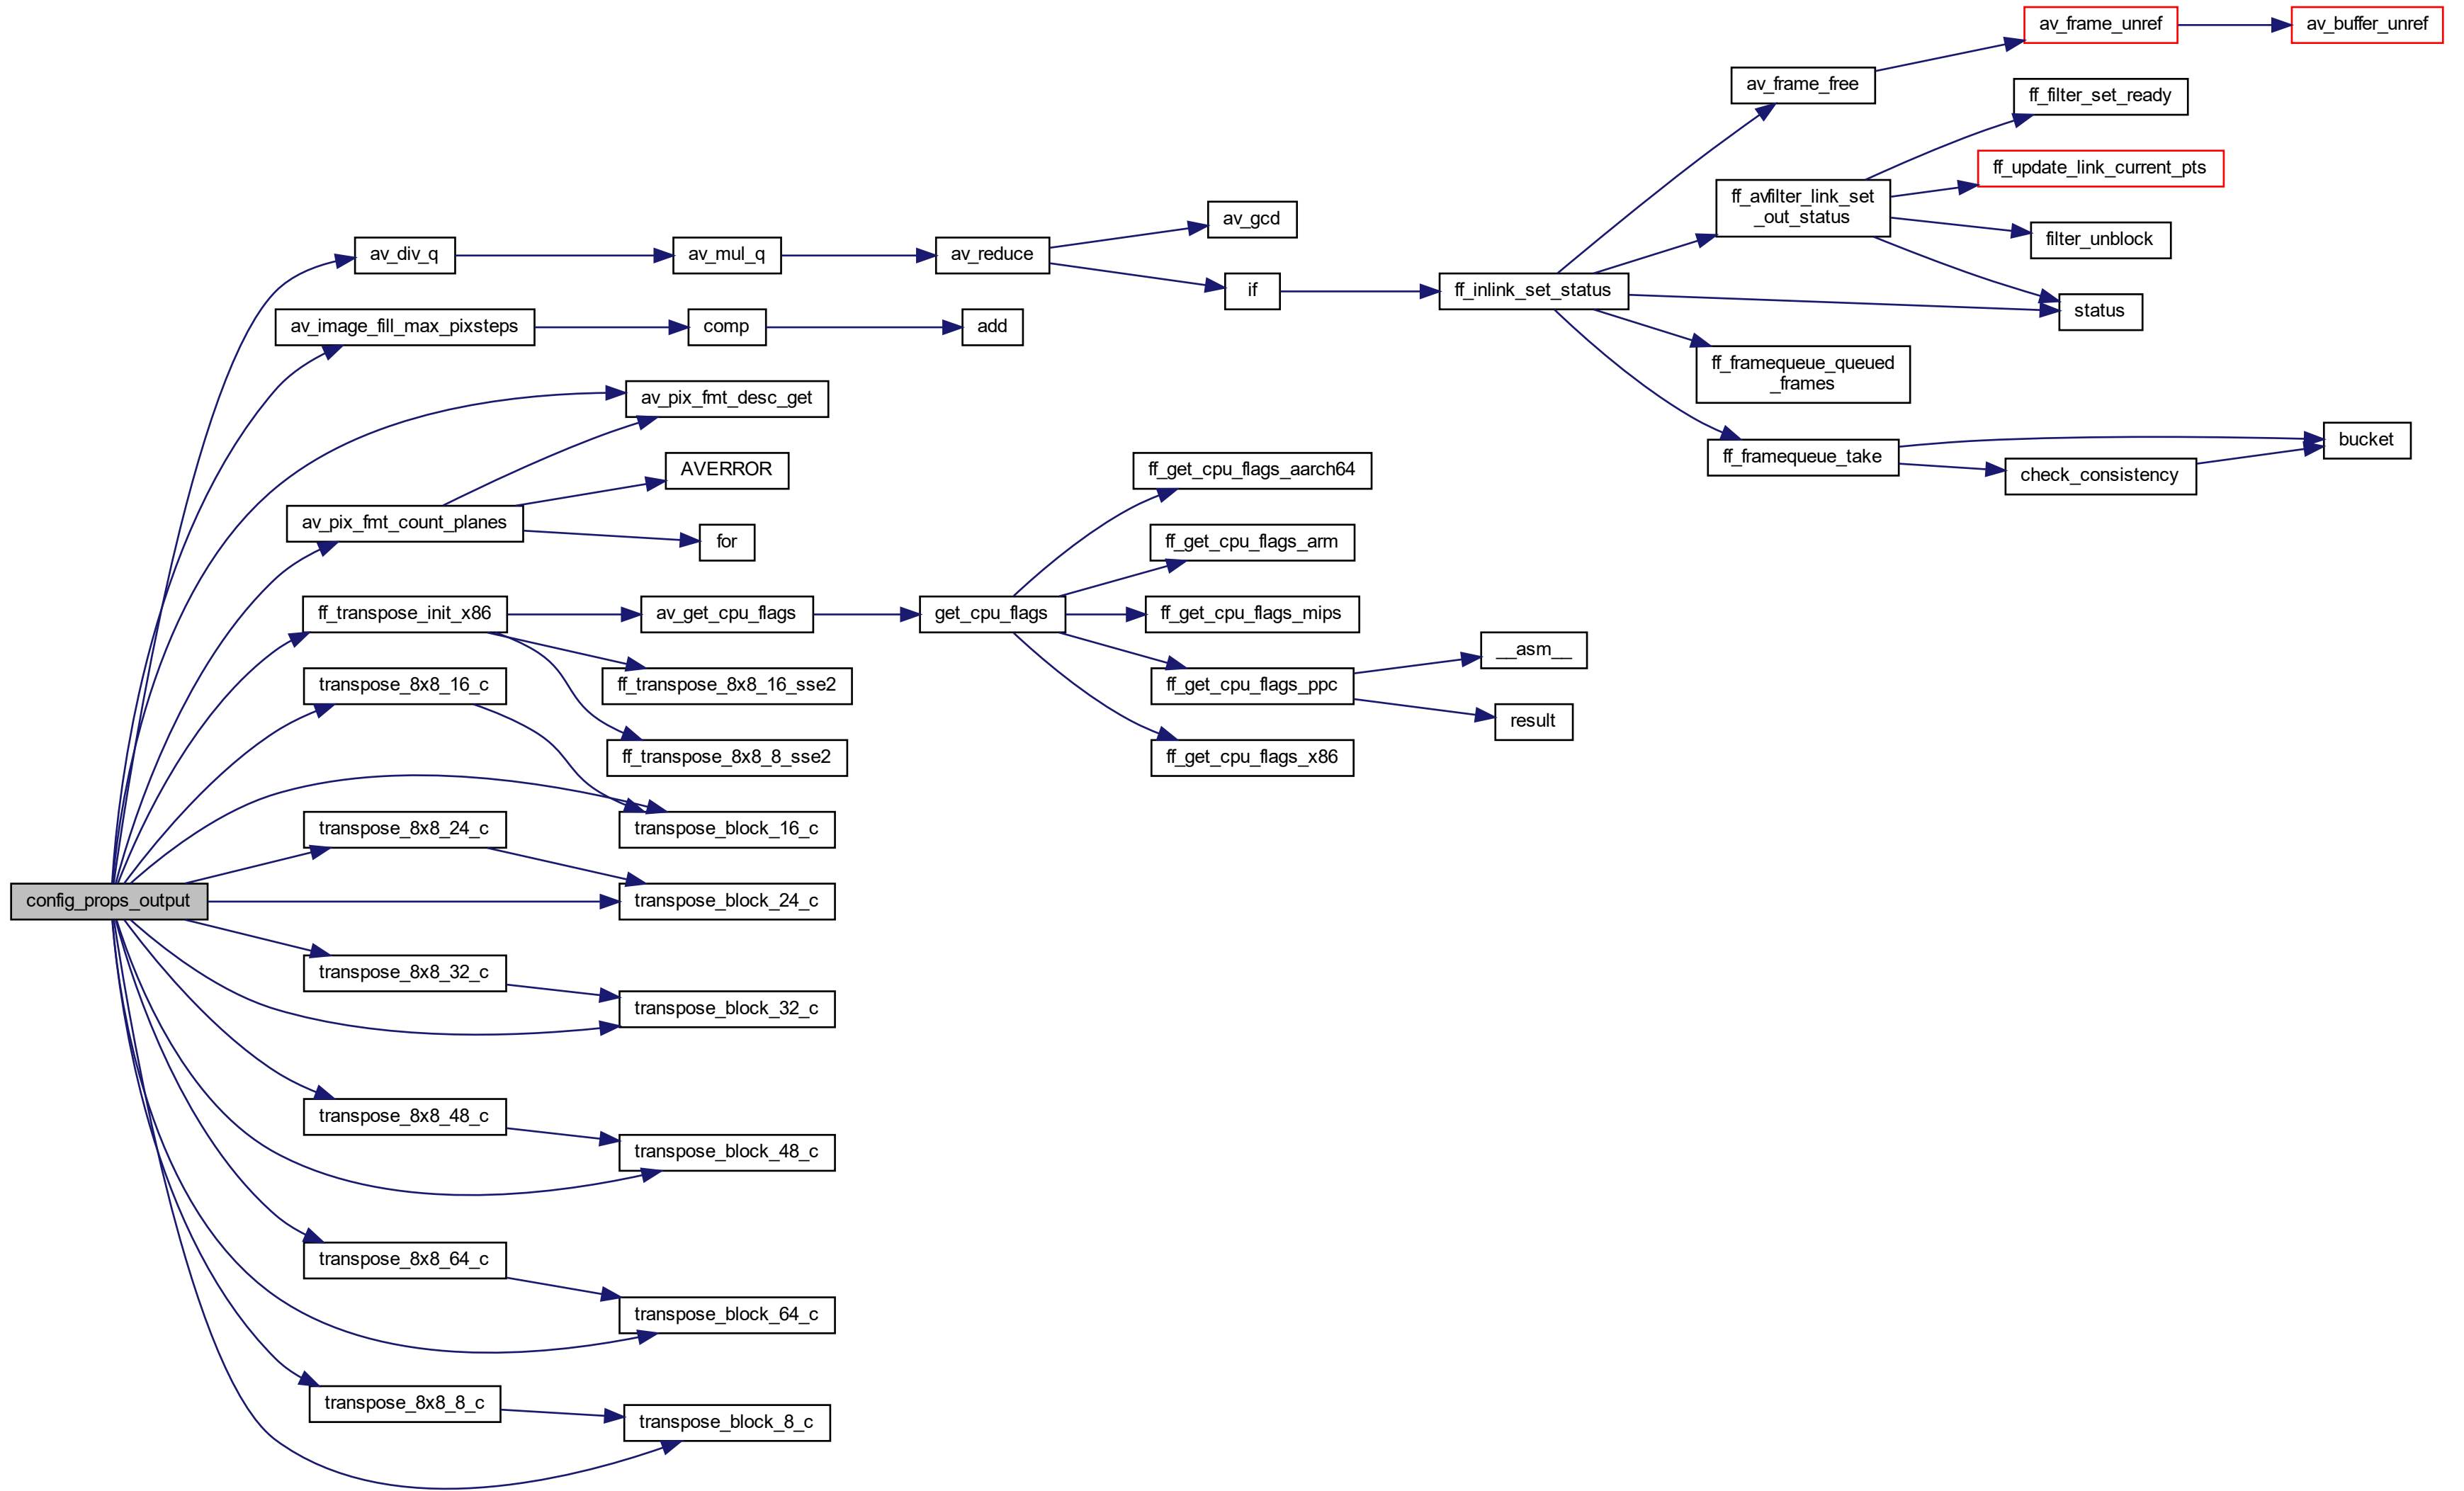 av_frame_unref
av_buffer_unref
av_frame_free
ff_filter_set_ready
ff_update_link_current_pts
ff_avfilter_link_set
_out_status
av_gcd
filter_unblock
av_div_q
av_mul_q
av_reduce
if
ff_inlink_set_status
status
av_image_fill_max_pixsteps
comp
add
ff_framequeue_queued
_frames
av_pix_fmt_desc_get
bucket
ff_framequeue_take
check_consistency
AVERROR
ff_get_cpu_flags_aarch64
av_pix_fmt_count_planes
for
ff_get_cpu_flags_arm
ff_transpose_init_x86
av_get_cpu_flags
get_cpu_flags
ff_get_cpu_flags_mips
__asm__
transpose_8x8_16_c
ff_transpose_8x8_16_sse2
ff_get_cpu_flags_ppc
result
ff_transpose_8x8_8_sse2
ff_get_cpu_flags_x86
transpose_8x8_24_c
transpose_block_16_c
config_props_output
transpose_block_24_c
transpose_8x8_32_c
transpose_block_32_c
transpose_8x8_48_c
transpose_block_48_c
transpose_8x8_64_c
transpose_block_64_c
transpose_8x8_8_c
transpose_block_8_c